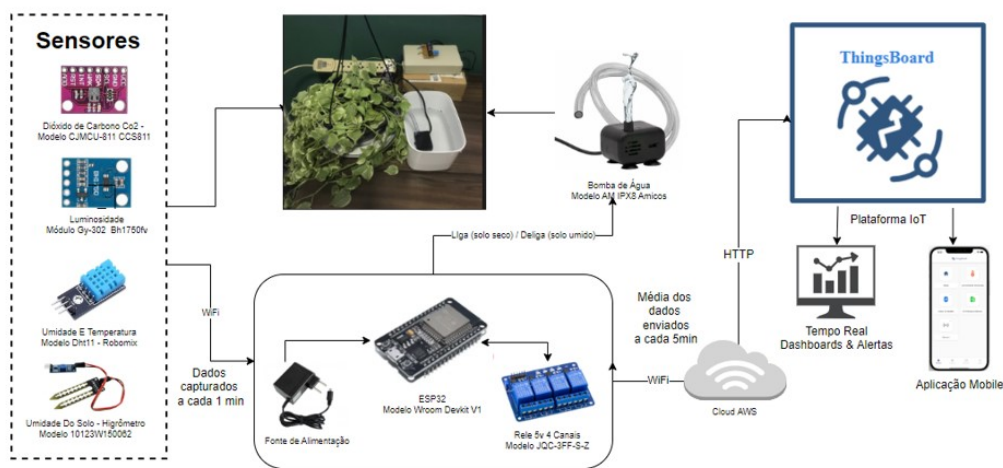 Sensores
Dióxido de Carbono Co2 -
Modelo CJMCU-811 CCS811
Luminosidade
Módulo Gy-302 Bh1750fv
Umidade E Temperatura
Modelo Dht11 - Robomix
Umidade Do Solo - Higrômetro
Modelo 10123W150062
WiFi
Dados
capturados
a cada 1 min
Bomba de Água
Modelo AM IPX8 Amicos
Liga (solo seco) / Deliga (solo umido)
Fonte de Alimentação
ESP32
Modelo Wroom Devkit V1
Rele 5v 4 Canais
Modelo JQC-3FF-S-Z
Média dos
dados
enviados
a cada 5min
WiFi
Cloud AWS
HTTP
ThingsBoard
Plataforma IoT
Tempo Real
Dashboards & Alertas
Aplicação Mobile